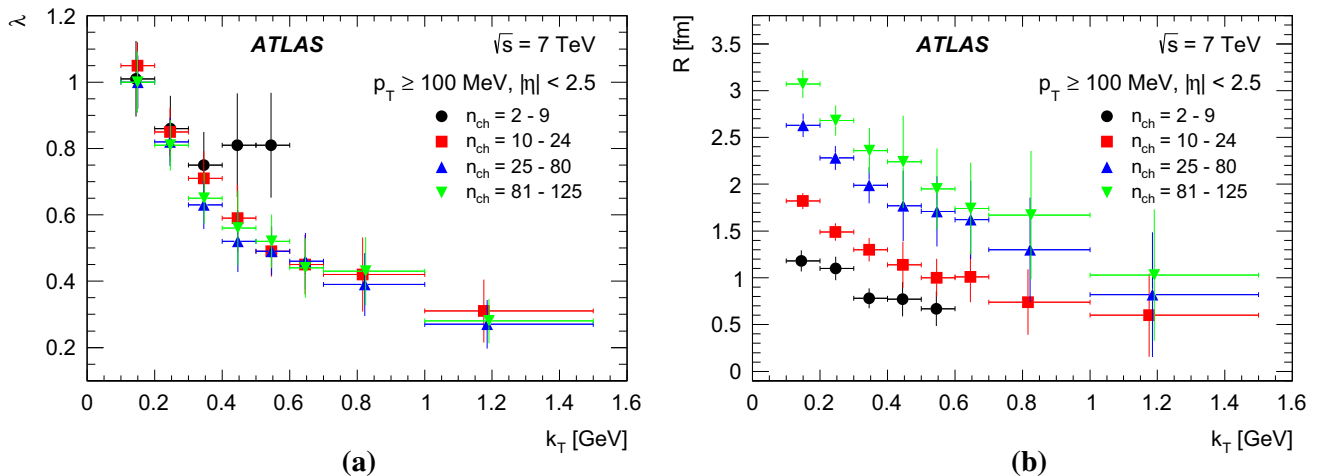 λ
1.2
1
0.8
0.6
0.4
0.2
ATLAS
√s = 7 TeV
p_T ≥ 100 MeV, |η| < 2.5
n_ch = 2 - 9
n_ch = 10 - 24
n_ch = 25 - 80
n_ch = 81 - 125
0 0.2 0.4 0.6 0.8 1 1.2 1.4 1.6
k_T [GeV]
(a)
R [fm]
3.5
3
2.5
2
1.5
1
0.5
0
ATLAS
√s = 7 TeV
p_T ≥ 100 MeV, |η| < 2.5
n_ch = 2 - 9
n_ch = 10 - 24
n_ch = 25 - 80
n_ch = 81 - 125
0 0.2 0.4 0.6 0.8 1 1.2 1.4 1.6
k_T [GeV]
(b)